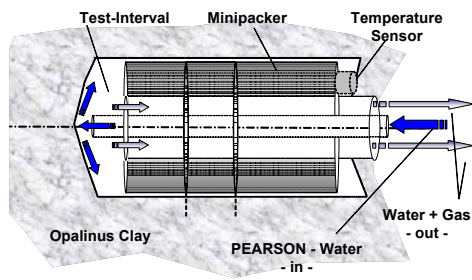 Test-Interval
Minipacker
Temperature
Sensor
Opalinus Clay
PEARSON - Water
- in -
Water + Gas
- out -